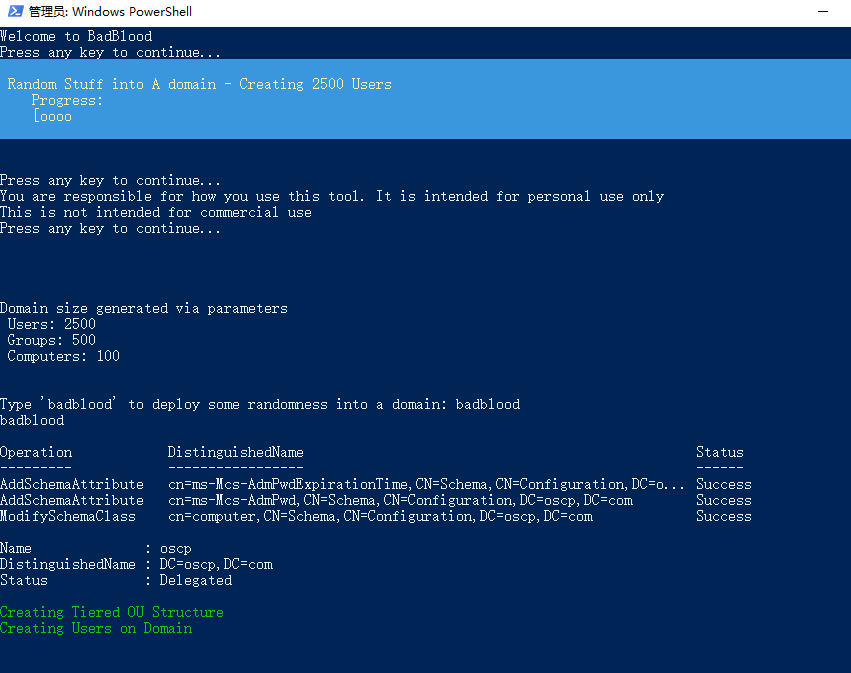 管理员: Windows PowerShell
Welcome to BadBlood
Press any key to continue...
Random Stuff into A domain - Creating 2500 Users
Progress:
[oooo
Press any key to continue...
You are responsible for how you use this tool. It is intended for personal use only
This is not intended for commercial use
Press any key to continue...
Domain size generated via parameters
Users: 2500
Groups: 500
Computers: 100
Type 'badblood' to deploy some randomness into a domain: badblood
badblood
Operation DistinguishedName Status
--------- ----------------- ------
AddSchemaAttribute cn=ms-Mcs-AdmPwdExpirationTime,CN=Schema,CN=Configuration,DC=o... Success
AddSchemaAttribute cn=ms-Mcs-AdmPwd,CN=Schema,CN=Configuration,DC=oscp,DC=com Success
ModifySchemaClass cn=computer,CN=Schema,CN=Configuration,DC=oscp,DC=com Success
Name : oscp
DistinguishedName : DC=oscp,DC=com
Status : Delegated
Creating Tiered OU Structure
Creating Users on Domain